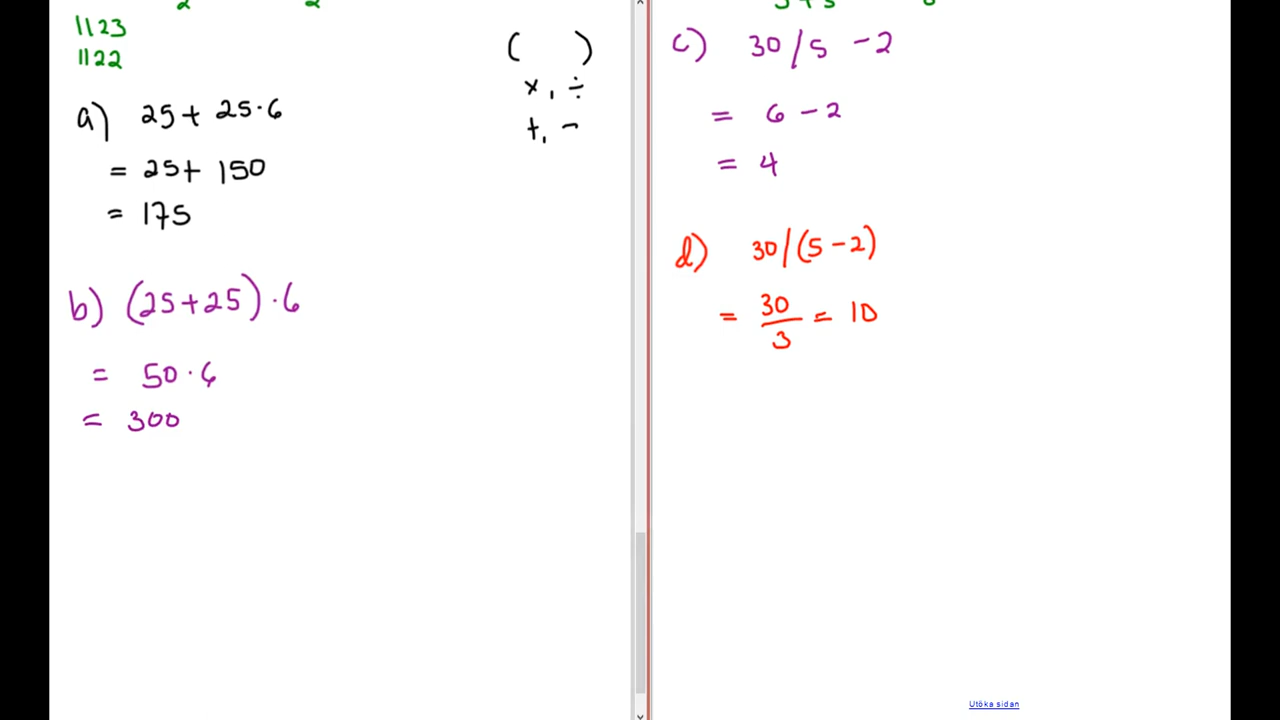 1123
1122
( )
×, ÷
+, -
a) 25 + 25·6
= 25 + 150
= 175
b) (25 + 25) · 6
= 50 · 6
= 300
c) 30/5 - 2
= 6 - 2
= 4
d) 30/(5 - 2)
= 30/3 = 10
Utöka sidan